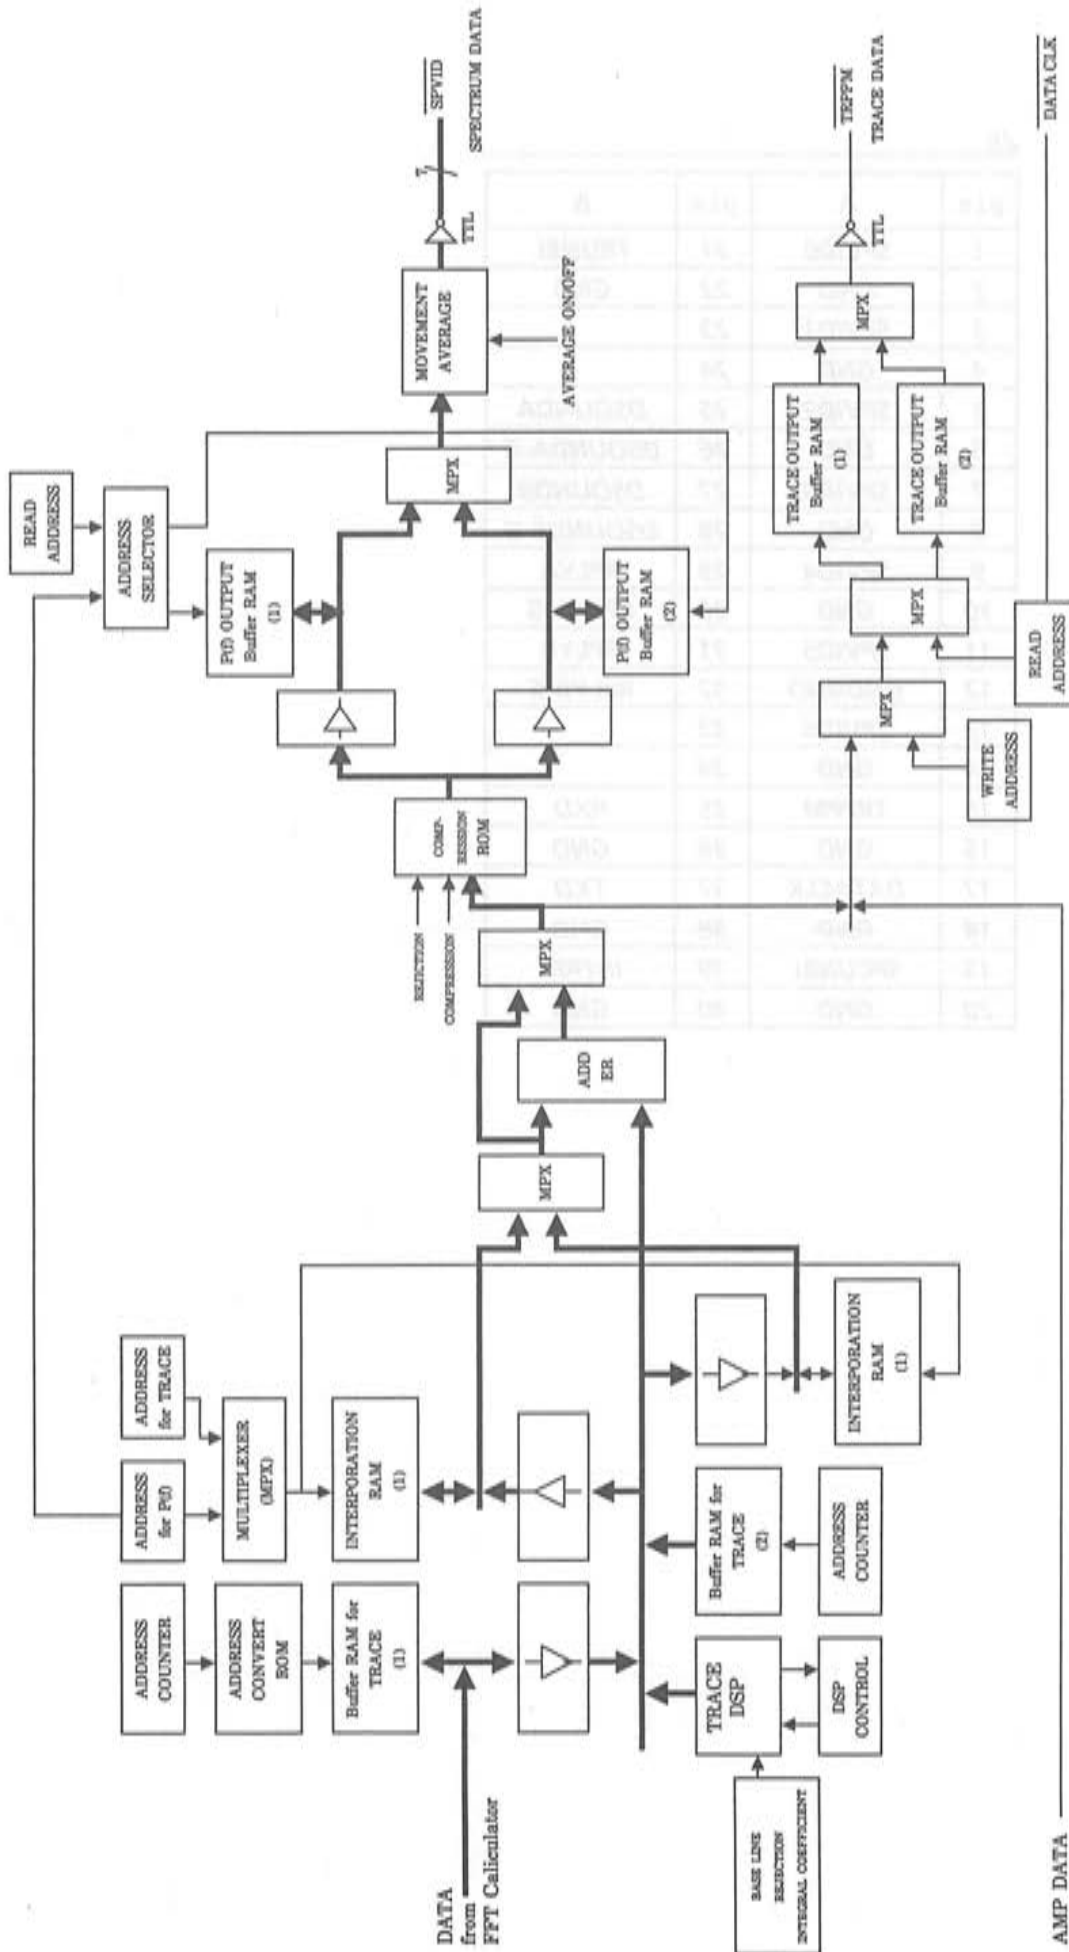 ADDRESS
COUNTER
ADDRESS
for P(f)
ADDRESS
for TRACE
READ
ADDRESS
ADDRESS
CONVERT
ROM
MULTIPLEXER
(MPX)
ADDRESS
SELECTOR
Buffer RAM for
TRACE
(1)
INTERPORATION
RAM
(1)
P(f) OUTPUT
Buffer RAM
(1)
DATA
from
FFT Caliculator
MPX
ADD
ER
MPX
REJECTION
COMPRESSION
COMP-
RESSION
ROM
MPX
MOVEMENT
AVERAGE
AVERAGE ON/OFF
TTL
7
SPVID
SPECTRUM DATA
P(f) OUTPUT
Buffer RAM
(2)
BASE LINE
REJECTION
INTEGRAL COEFFICIENT
TRACE
DSP
DSP
CONTROL
Buffer RAM for
TRACE
(2)
ADDRESS
COUNTER
INTERPORATION
RAM
(1)
WRITE
ADDRESS
MPX
MPX
READ
ADDRESS
TRACE OUTPUT
Buffer RAM
(1)
TRACE OUTPUT
Buffer RAM
(2)
MPX
TTL
TRPPM
TRACE DATA
AMP DATA
DATACLK